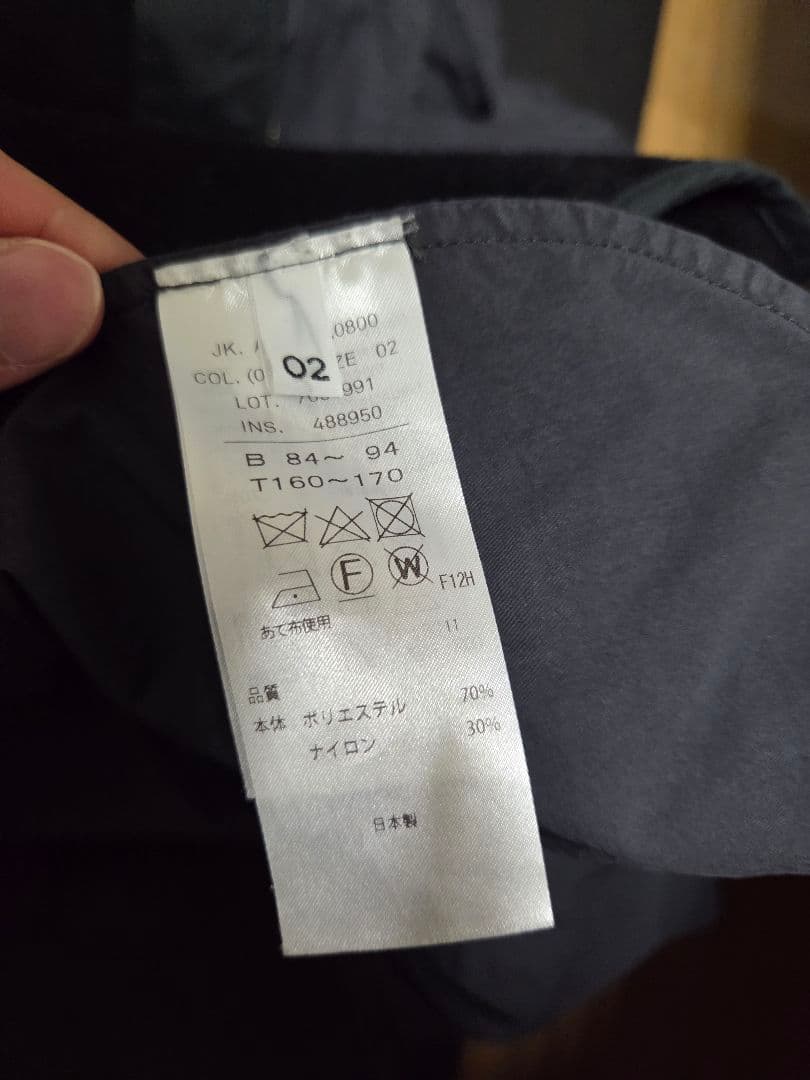 JK. .0800
COL. (0 ZE 02
02
LOT. 991
INS. 488950
B 84～ 94
T160～170
F W F12H
あて布使用 11
品質
本体 ポリエステル 70%
ナイロン 30%
日本製